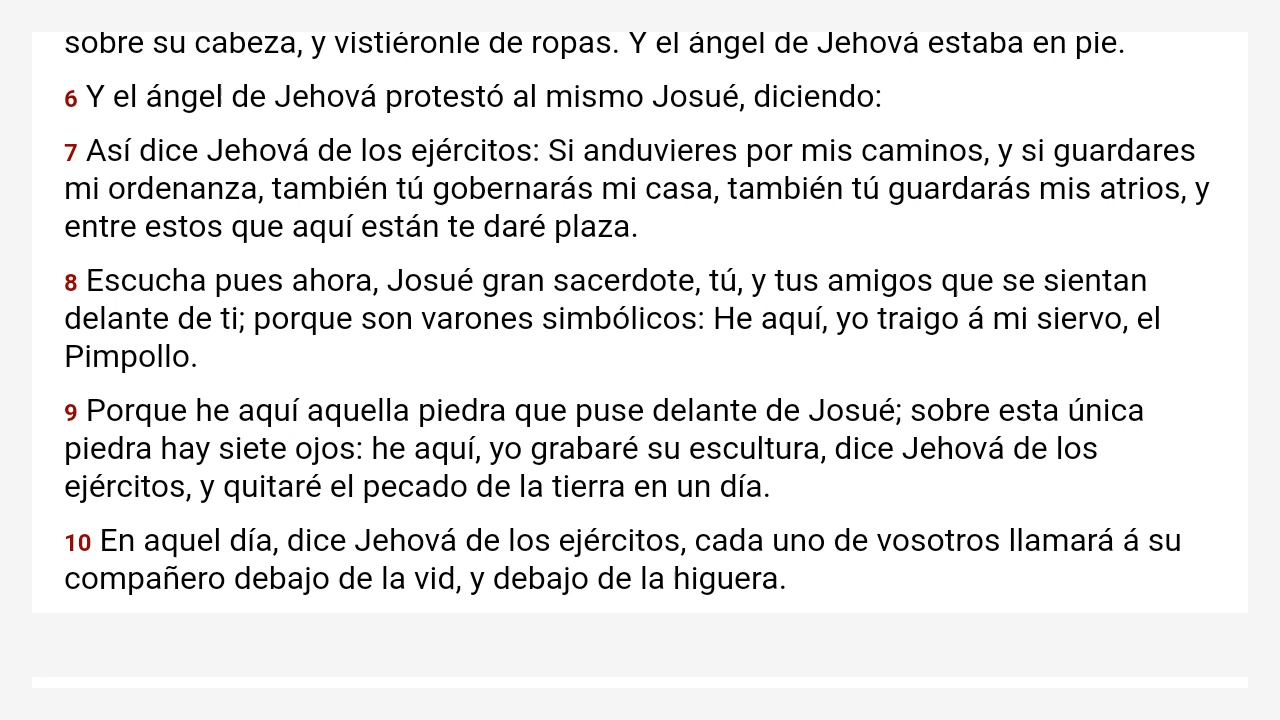 sobre su cabeza, y vistiéronle de ropas. Y el ángel de Jehová estaba en pie.
6 Y el ángel de Jehová protestó al mismo Josué, diciendo:
7 Así dice Jehová de los ejércitos: Si anduvieres por mis caminos, y si guardares
mi ordenanza, también tú gobernarás mi casa, también tú guardarás mis atrios, y
entre estos que aquí están te daré plaza.
8 Escucha pues ahora, Josué gran sacerdote, tú, y tus amigos que se sientan
delante de ti; porque son varones simbólicos: He aquí, yo traigo á mi siervo, el
Pimpollo.
9 Porque he aquí aquella piedra que puse delante de Josué; sobre esta única
piedra hay siete ojos: he aquí, yo grabaré su escultura, dice Jehová de los
ejércitos, y quitaré el pecado de la tierra en un día.
10 En aquel día, dice Jehová de los ejércitos, cada uno de vosotros llamará á su
compañero debajo de la vid, y debajo de la higuera.